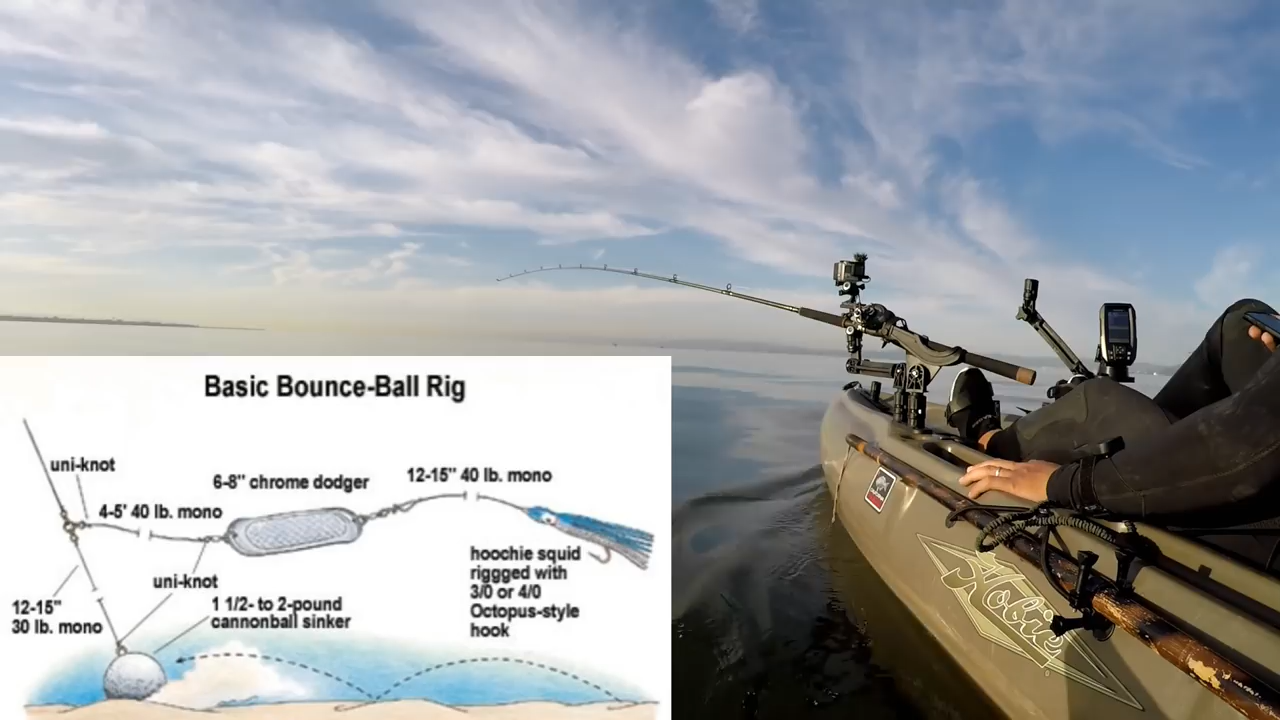 Basic Bounce-Ball Rig
uni-knot
6-8" chrome dodger
12-15" 40 lb. mono
4-5' 40 lb. mono
hoochie squid
riggged with
3/0 or 4/0
Octopus-style
hook
uni-knot
12-15"
30 lb. mono
1 1/2- to 2-pound
cannonball sinker
Hobie